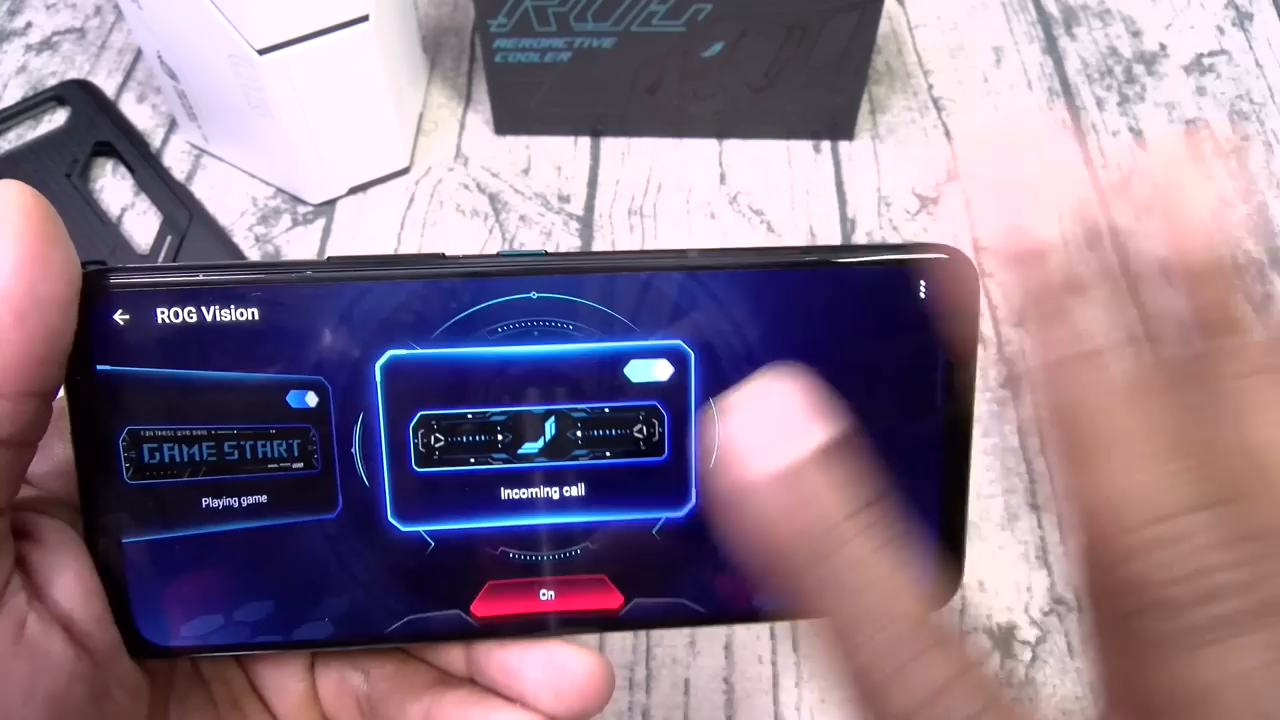 ROG
AEROACTIVE
COOLER
ROG Vision
GAME START
Playing game
Incoming call
On